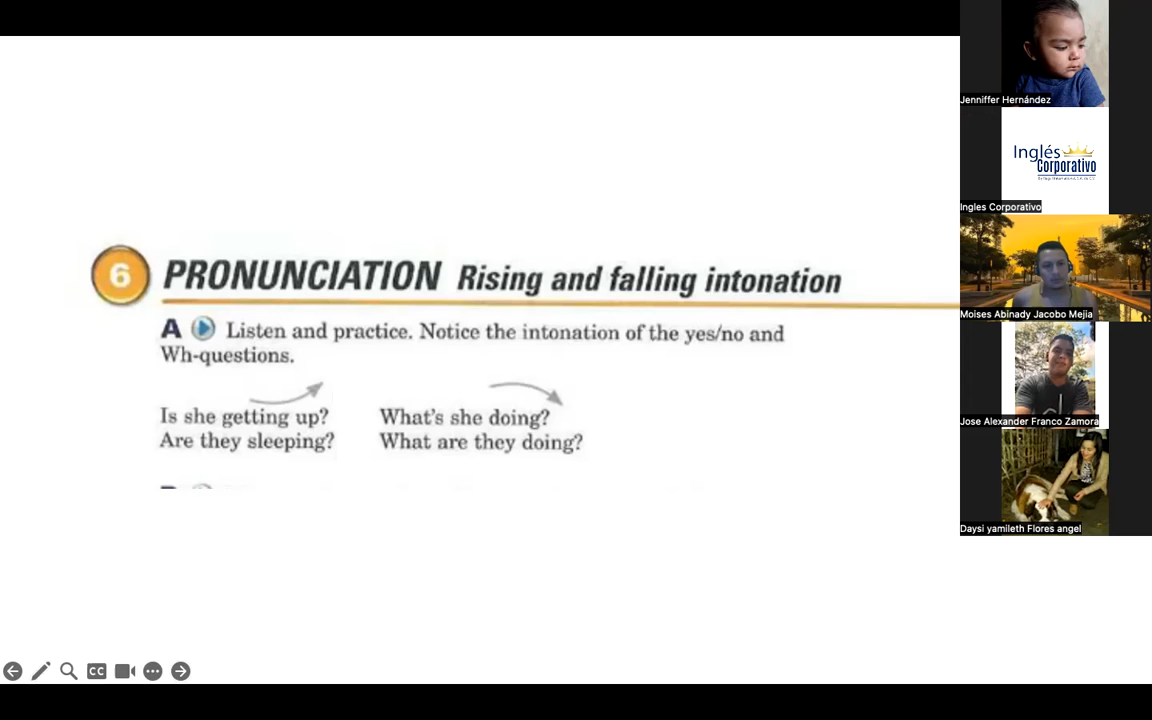 6 PRONUNCIATION Rising and falling intonation
A Listen and practice. Notice the intonation of the yes/no and
Wh-questions.
Is she getting up? What's she doing?
Are they sleeping? What are they doing?
CC
Jenniffer Hernández
Inglés
Corporativo
Ingles Corporativo
Moises Abinady Jacobo Mejia
Jose Alexander Franco Zamora
Daysi yamileth Flores angel